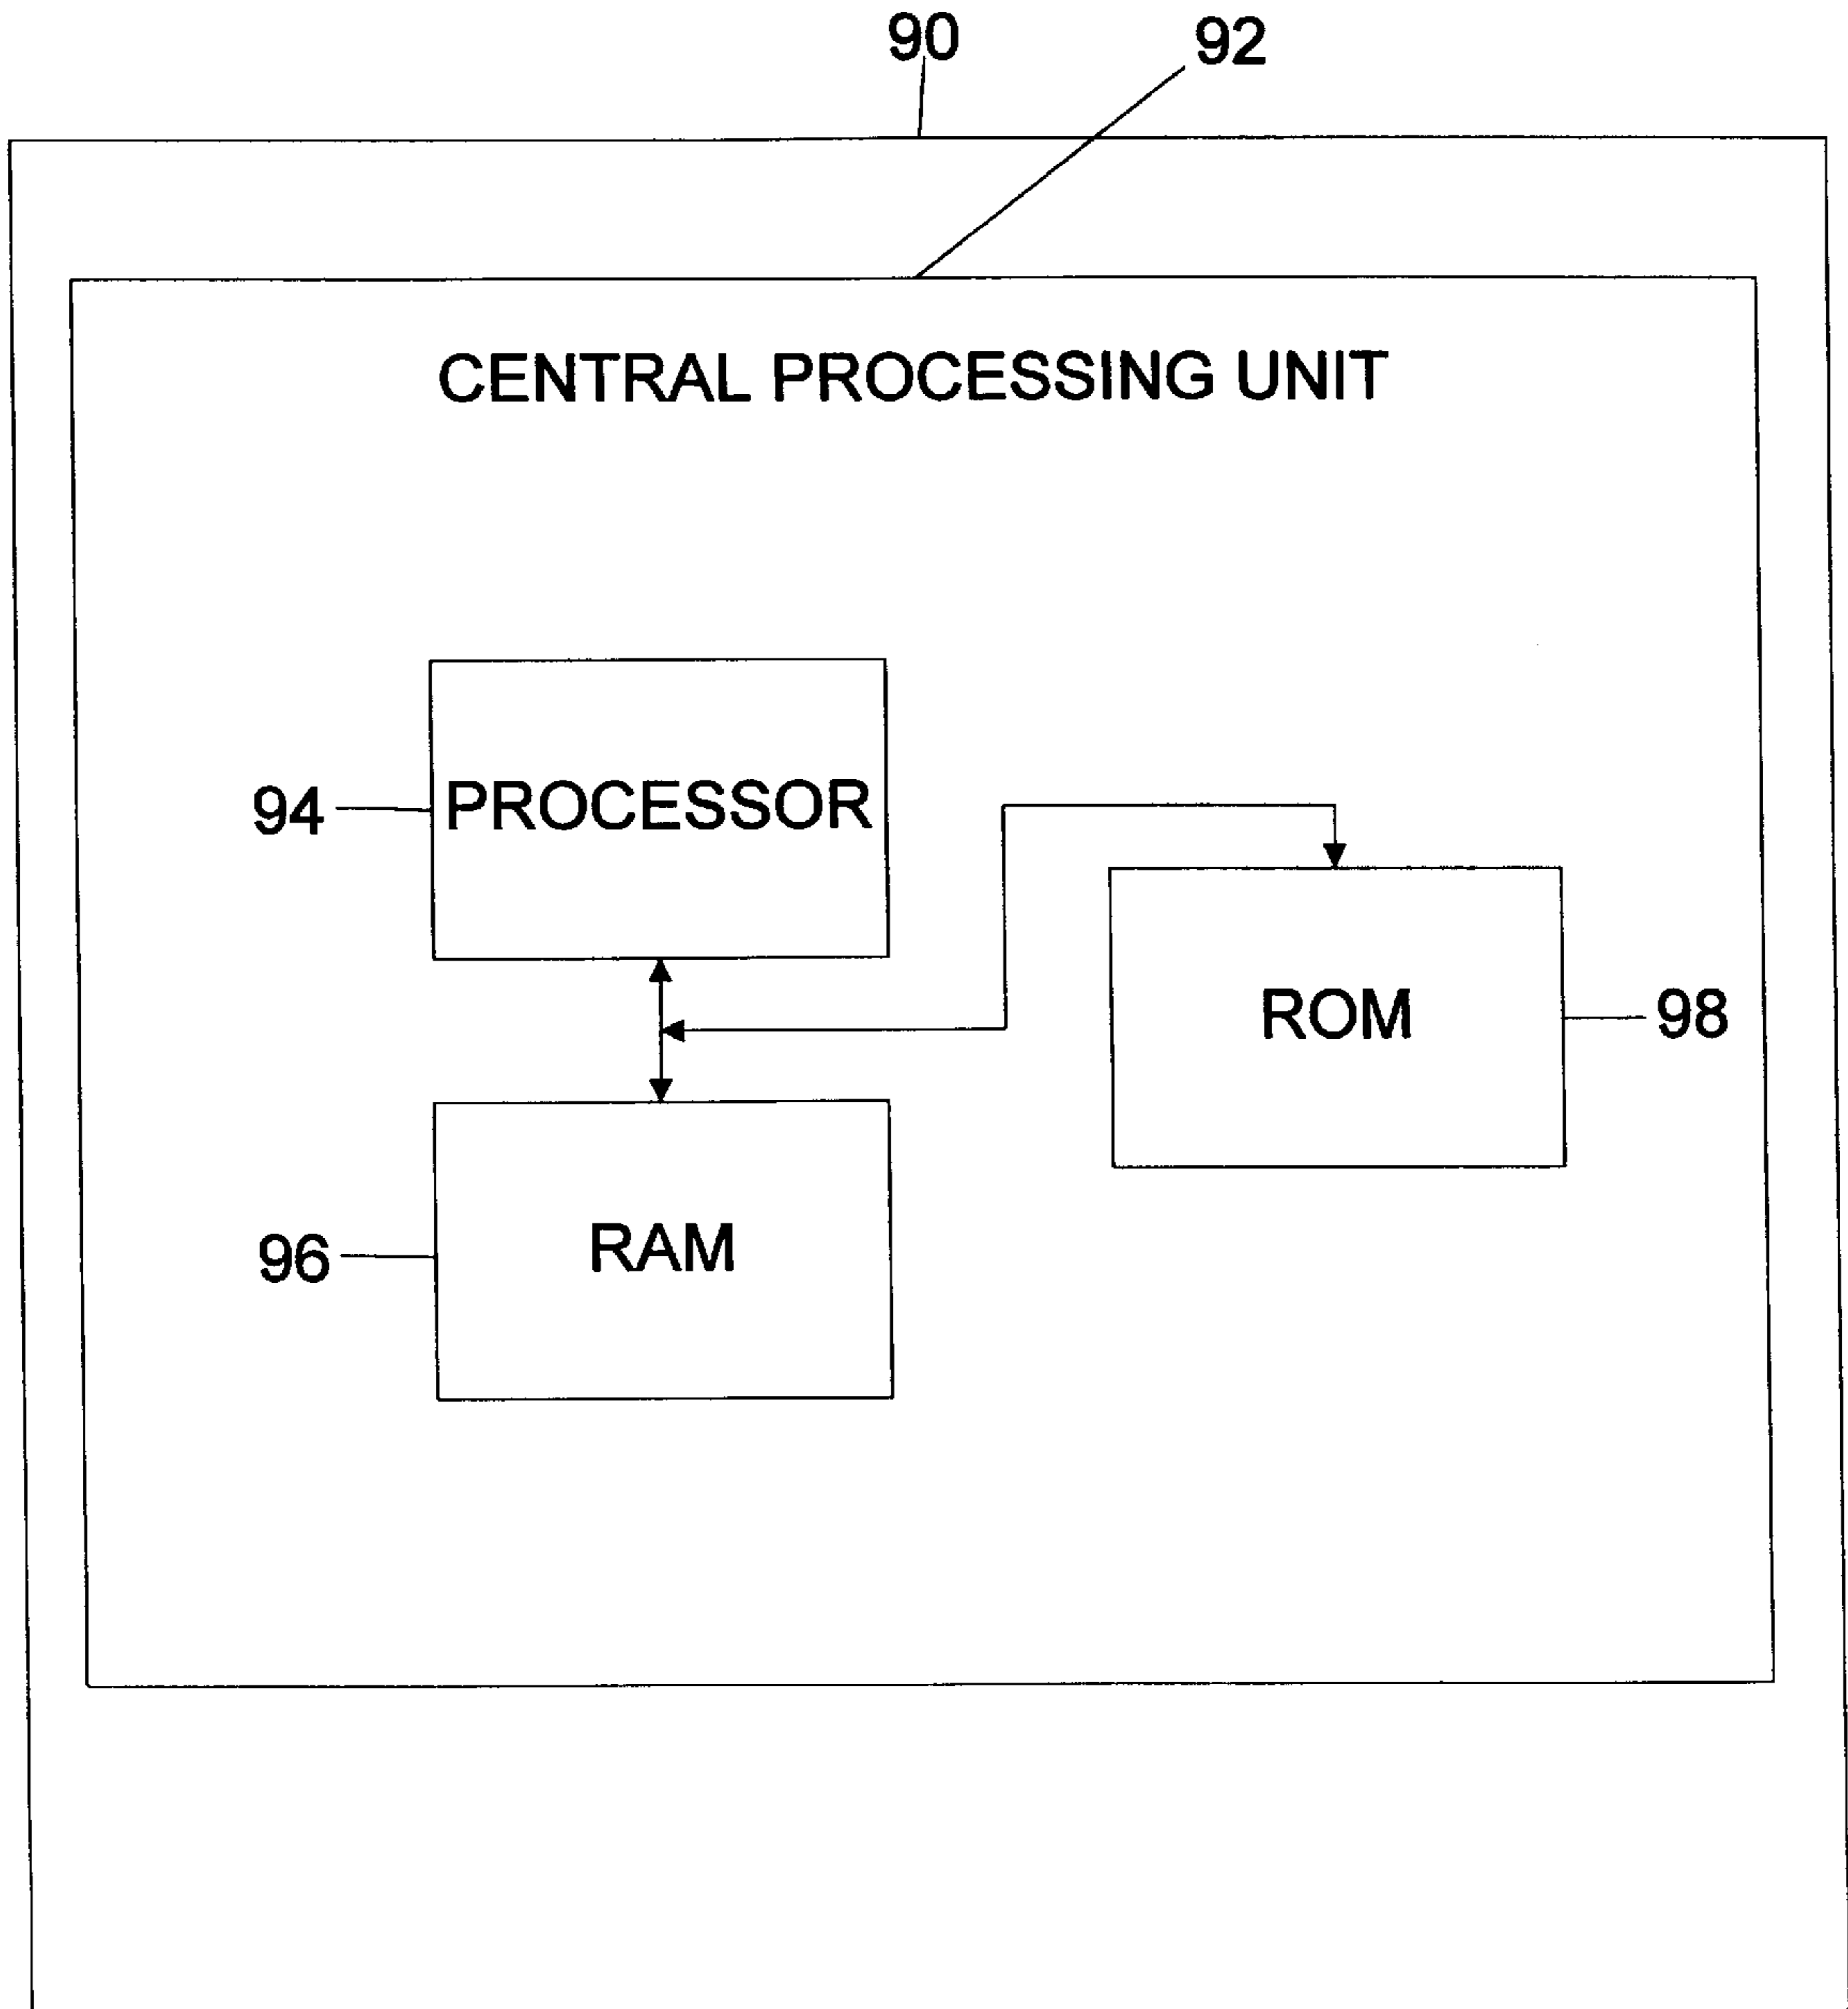 90
92
CENTRAL PROCESSING UNIT
94
PROCESSOR
ROM
98
96
RAM